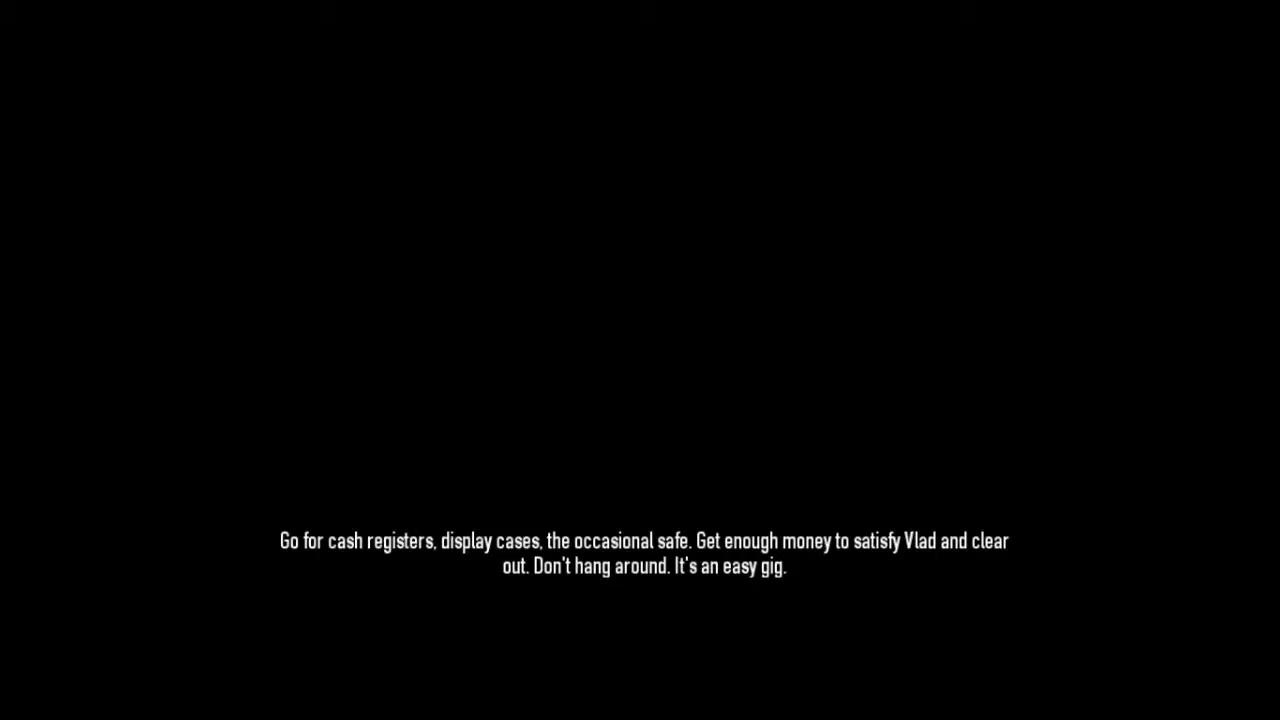 Go for cash registers, display cases, the occasional safe. Get enough money to satisfy Vlad and clear
out. Don't hang around. It's an easy gig.